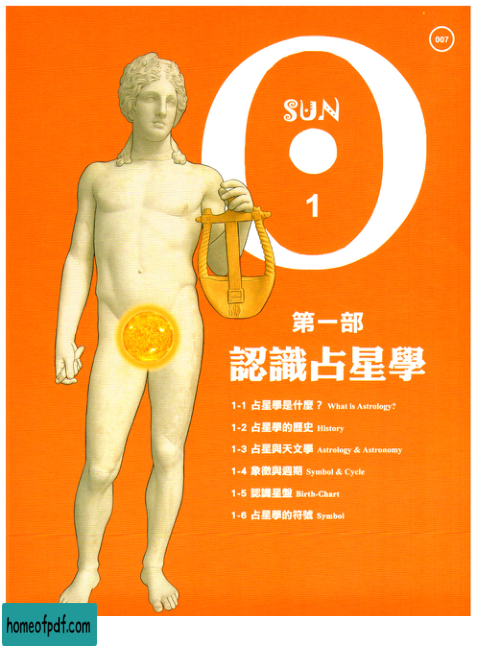 007
SUN
1
第一部
認識占星學
1-1 占星學是什麼？ What is Astrology?
1-2 占星學的歷史 History
1-3 占星與天文學 Astrology & Astronomy
1-4 象徵與週期 Symbol & Cycle
1-5 認識星盤 Birth-Chart
1-6 占星學的符號 Symbol
homeofpdf.com